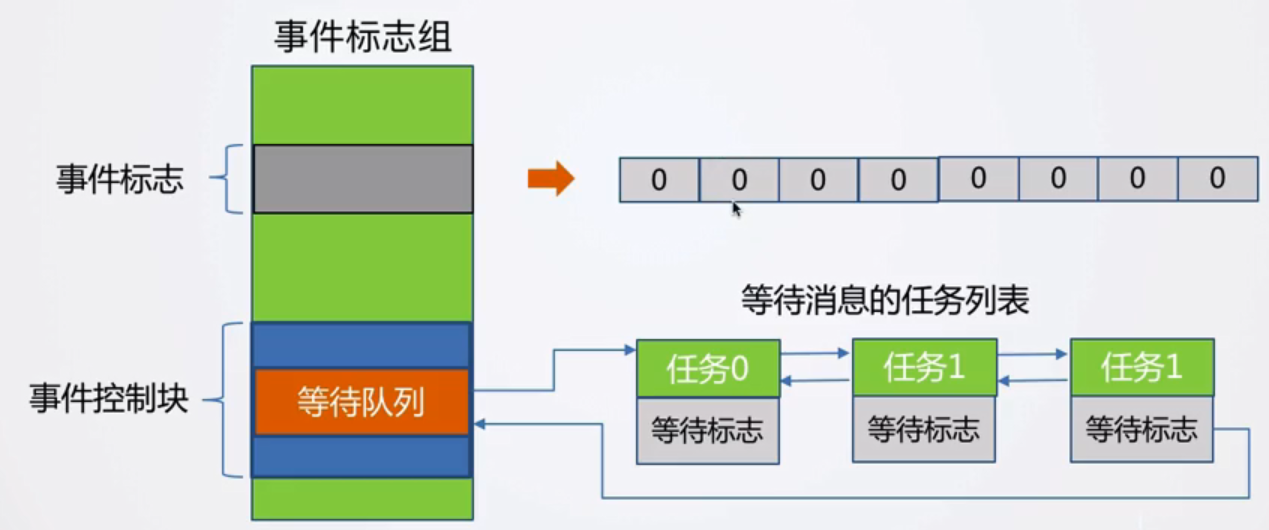 事件标志组
事件标志
0 0 0 0 0 0 0 0
等待消息的任务列表
事件控制块
等待队列
任务0
等待标志
任务1
等待标志
任务1
等待标志